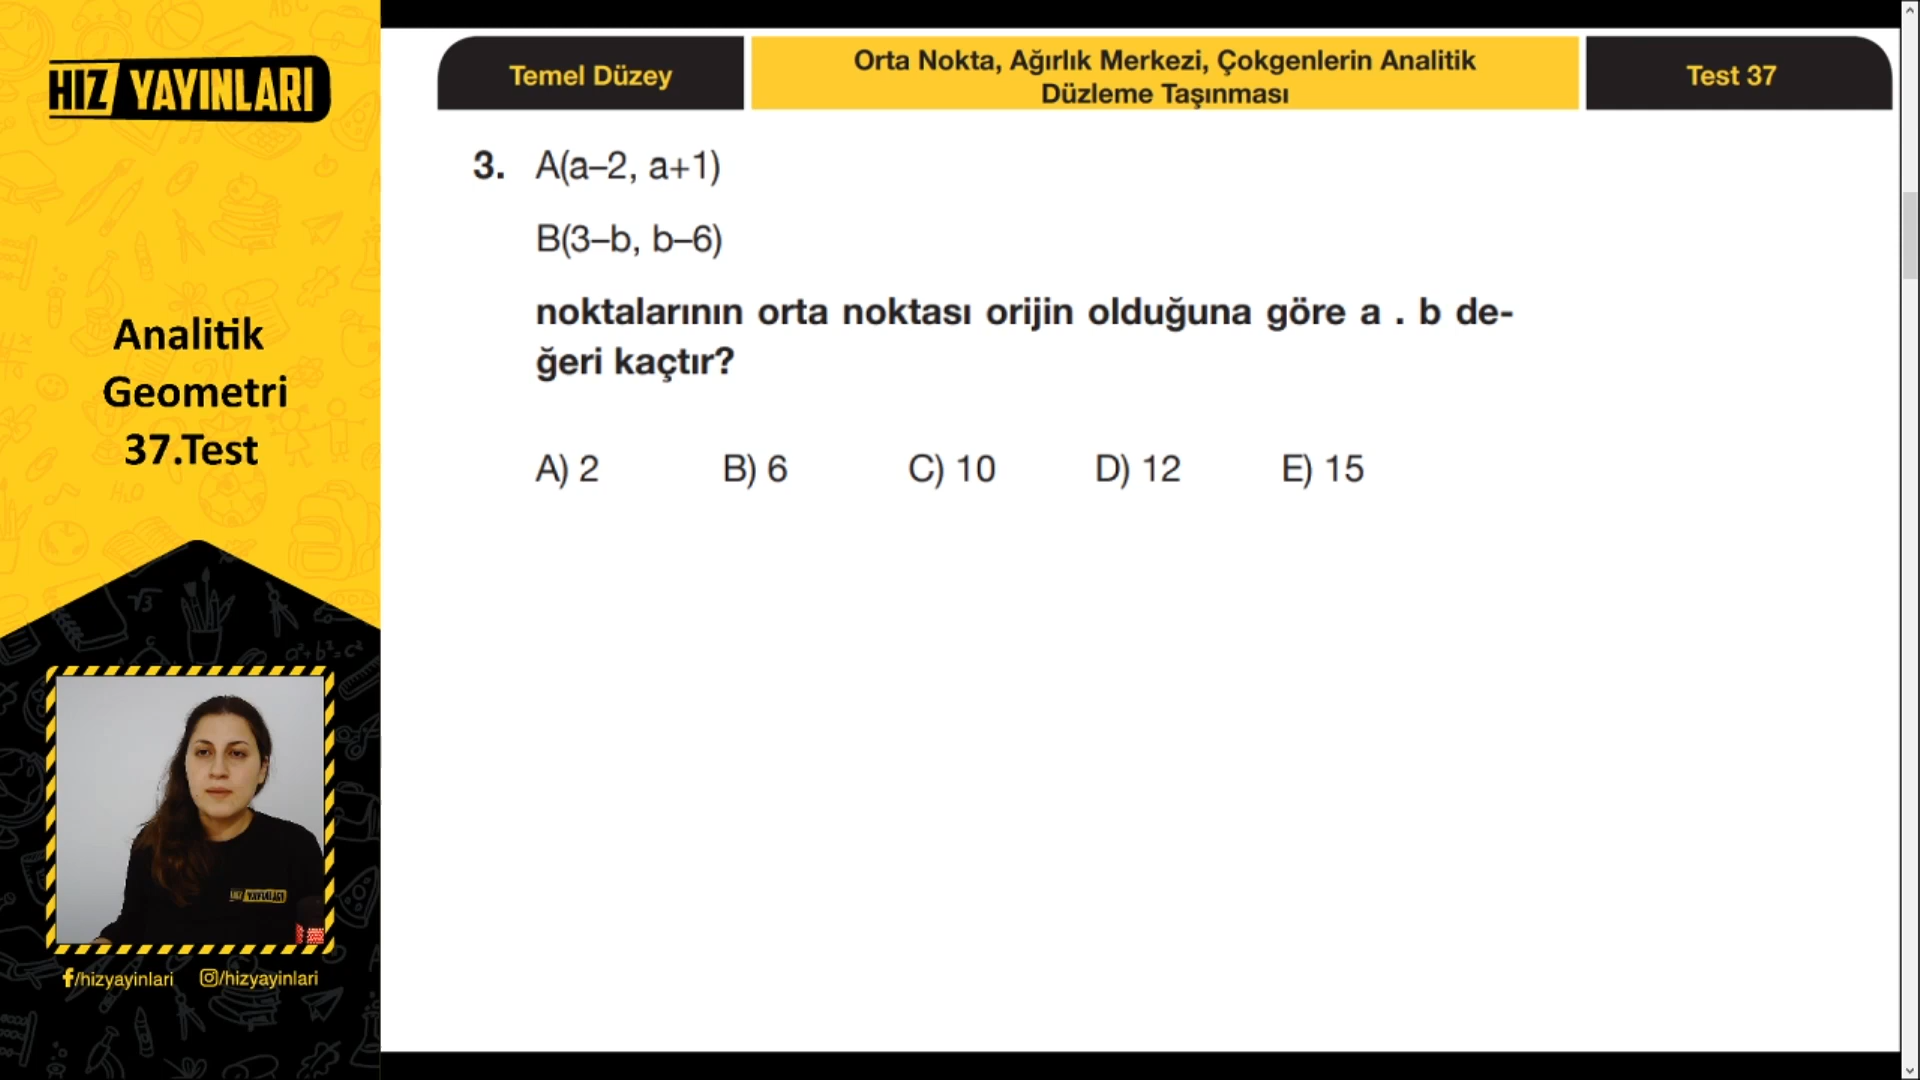 HIZ YAYINLARI
Analitik
Geometri
37.Test
/hizyayinlari /hizyayinlari
Temel Düzey
Orta Nokta, Ağırlık Merkezi, Çokgenlerin Analitik
Düzleme Taşınması
Test 37
3. A(a–2, a+1)
B(3–b, b–6)
noktalarının orta noktası orijin olduğuna göre a . b de-
ğeri kaçtır?
A) 2 B) 6 C) 10 D) 12 E) 15
HIZ YAYINLARI